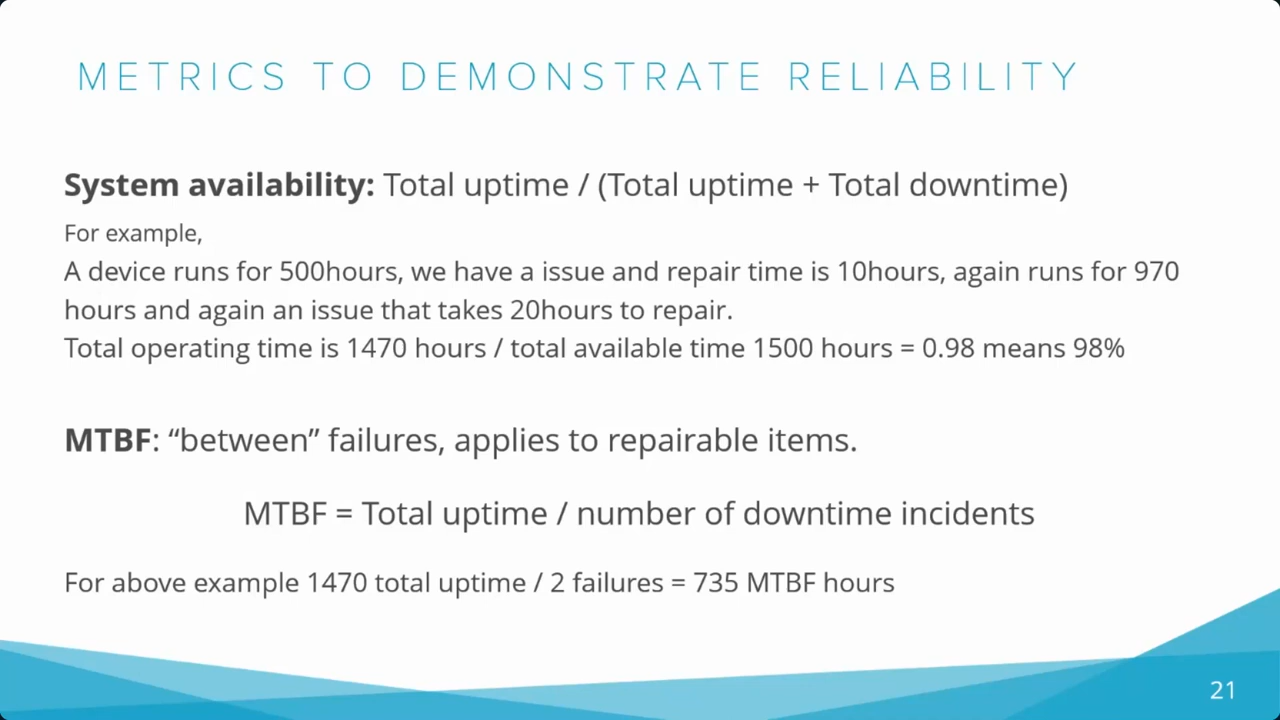 METRICS TO DEMONSTRATE RELIABILITY
System availability: Total uptime / (Total uptime + Total downtime)
For example,
A device runs for 500hours, we have a issue and repair time is 10hours, again runs for 970
hours and again an issue that takes 20hours to repair.
Total operating time is 1470 hours / total available time 1500 hours = 0.98 means 98%
MTBF: “between” failures, applies to repairable items.
MTBF = Total uptime / number of downtime incidents
For above example 1470 total uptime / 2 failures = 735 MTBF hours
21